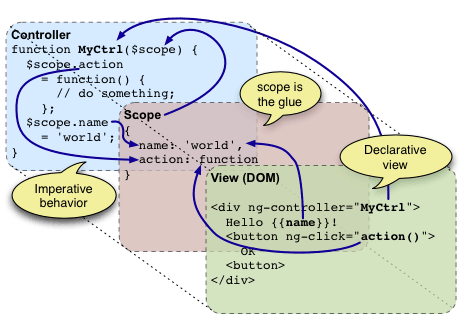 Controller
function MyCtrl($scope) {
  $scope.action
  = function() {
    // do something;
    };
  $scope.name
  = 'world';
}
scope is
the glue
Scope
{
  name: 'world',
  action: function
}
Declarative
view
Imperative
behavior
View (DOM)
<div ng-controller="MyCtrl">
  Hello {{name}}!
  <button ng-click="action()">
    OK
  <button>
</div>